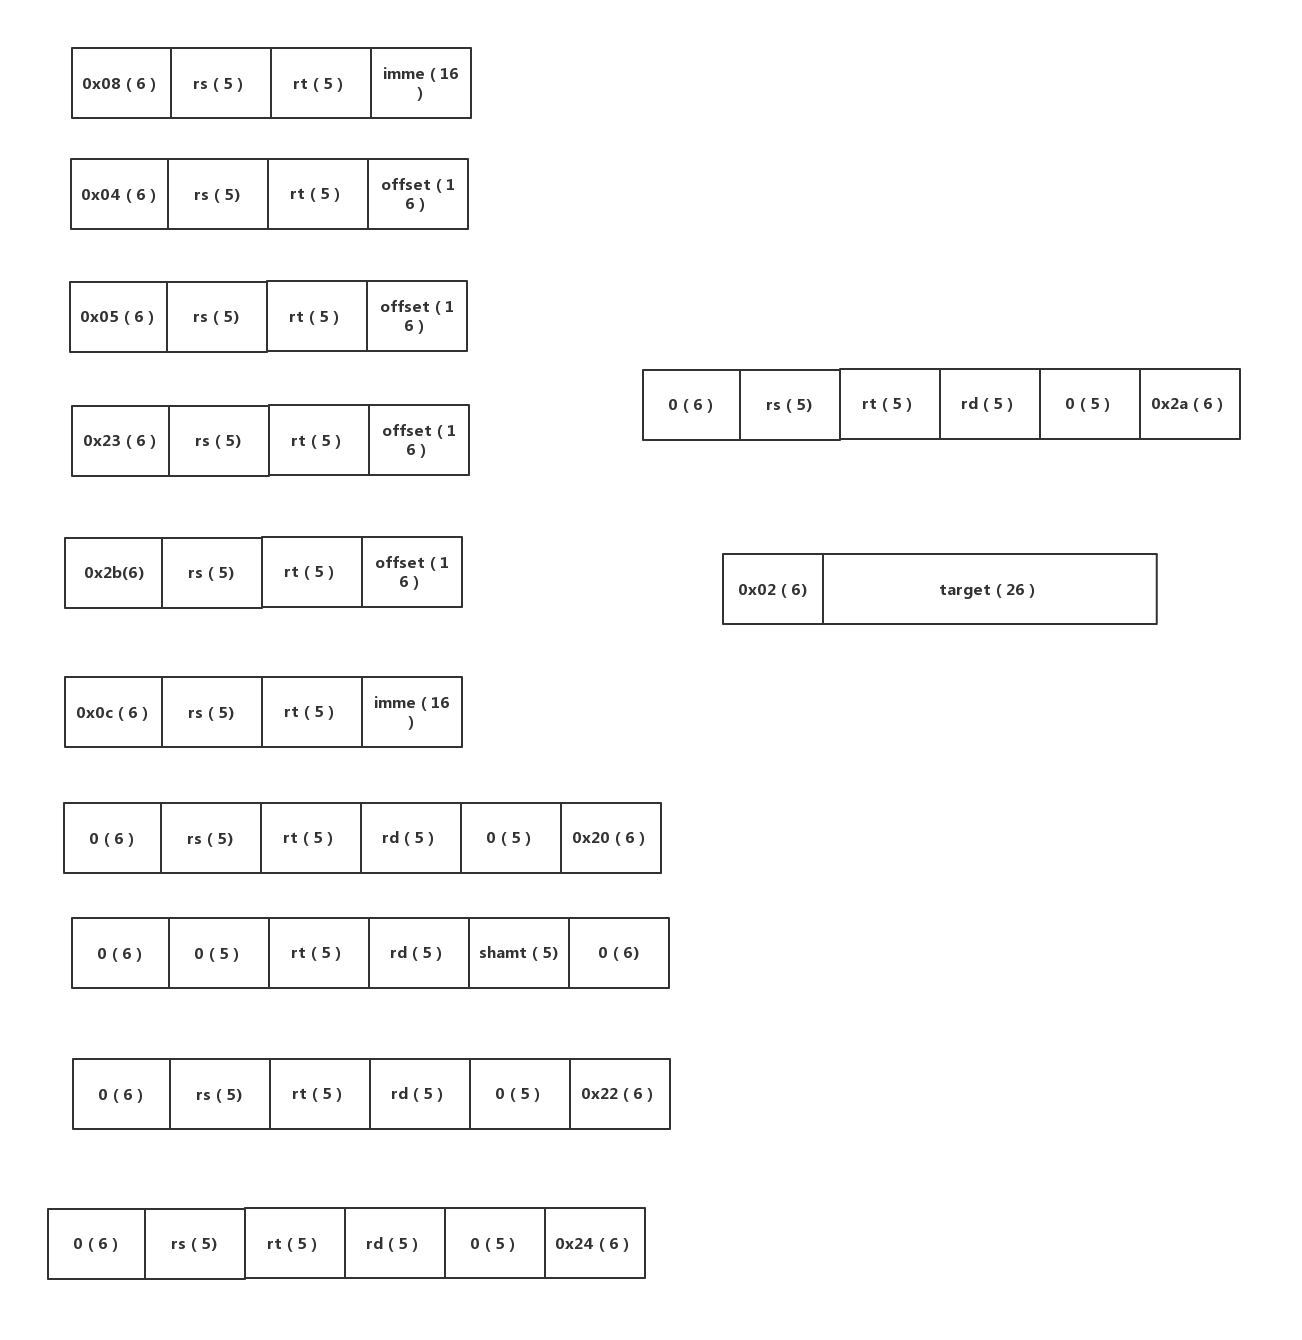 0x08 ( 6 ) rs ( 5 ) rt ( 5 ) imme ( 16
)
0x04 ( 6 ) rs ( 5) rt ( 5 ) offset ( 1
6 )
0x05 ( 6 ) rs ( 5) rt ( 5 ) offset ( 1
6 )
0x23 ( 6 ) rs ( 5) rt ( 5 ) offset ( 1
6 )
0 ( 6 ) rs ( 5) rt ( 5 ) rd ( 5 ) 0 ( 5 ) 0x2a ( 6 )
0x2b(6) rs ( 5) rt ( 5 ) offset ( 1
6 )
0x02 ( 6) target ( 26 )
0x0c ( 6 ) rs ( 5) rt ( 5 ) imme ( 16
)
0 ( 6 ) rs ( 5) rt ( 5 ) rd ( 5 ) 0 ( 5 ) 0x20 ( 6 )
0 ( 6 ) 0 ( 5 ) rt ( 5 ) rd ( 5 ) shamt ( 5) 0 ( 6)
0 ( 6 ) rs ( 5) rt ( 5 ) rd ( 5 ) 0 ( 5 ) 0x22 ( 6 )
0 ( 6 ) rs ( 5) rt ( 5 ) rd ( 5 ) 0 ( 5 ) 0x24 ( 6 )